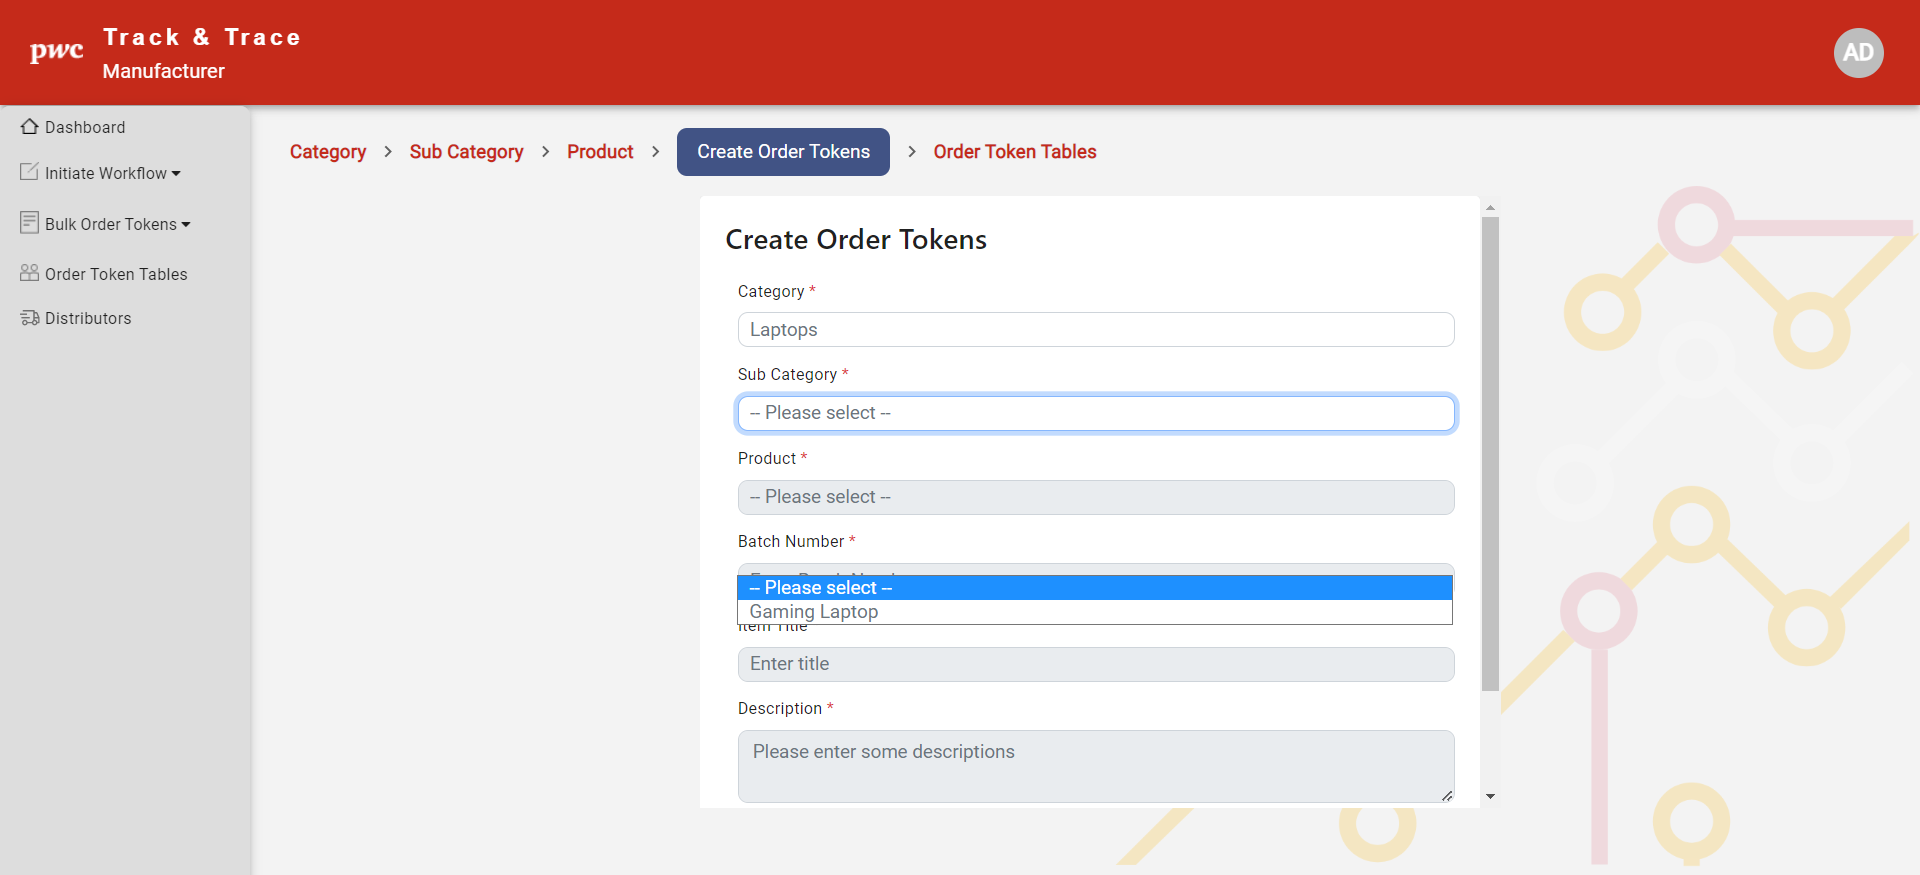 pwc
Track & Trace
Manufacturer
AD
Dashboard
Initiate Workflow
Bulk Order Tokens
Order Token Tables
Distributors
Category > Sub Category > Product > Create Order Tokens > Order Token Tables
Create Order Tokens
Category *
Laptops
Sub Category *
-- Please select --
Product *
-- Please select --
Batch Number *
-- Please select --
Gaming Laptop
Item Title
Enter title
Description *
Please enter some descriptions